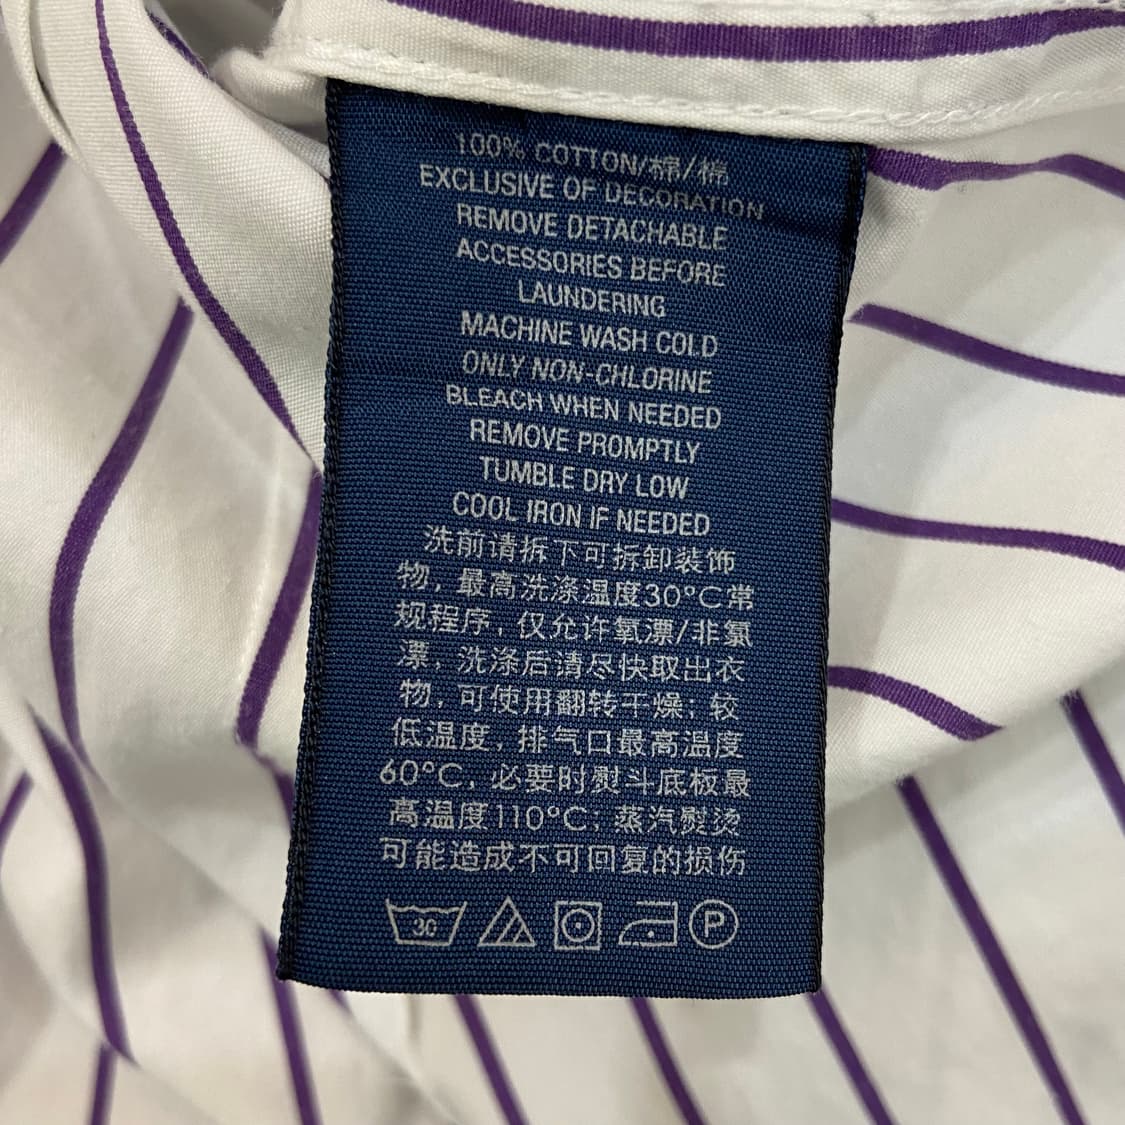 100% COTTON/棉/棉
EXCLUSIVE OF DECORATION
REMOVE DETACHABLE
ACCESSORIES BEFORE
LAUNDERING
MACHINE WASH COLD
ONLY NON-CHLORINE
BLEACH WHEN NEEDED
REMOVE PROMPTLY
TUMBLE DRY LOW
COOL IRON IF NEEDED
洗前请拆下可拆卸装饰
物，最高洗涤温度30°C常
规程序，仅允许氧漂/非氯
漂，洗涤后请尽快取出衣
物，可使用翻转干燥；较
低温度，排气口最高温度
60°C，必要时熨斗底板最
高温度110°C；蒸汽熨烫
可能造成不可回复的损伤
30 P